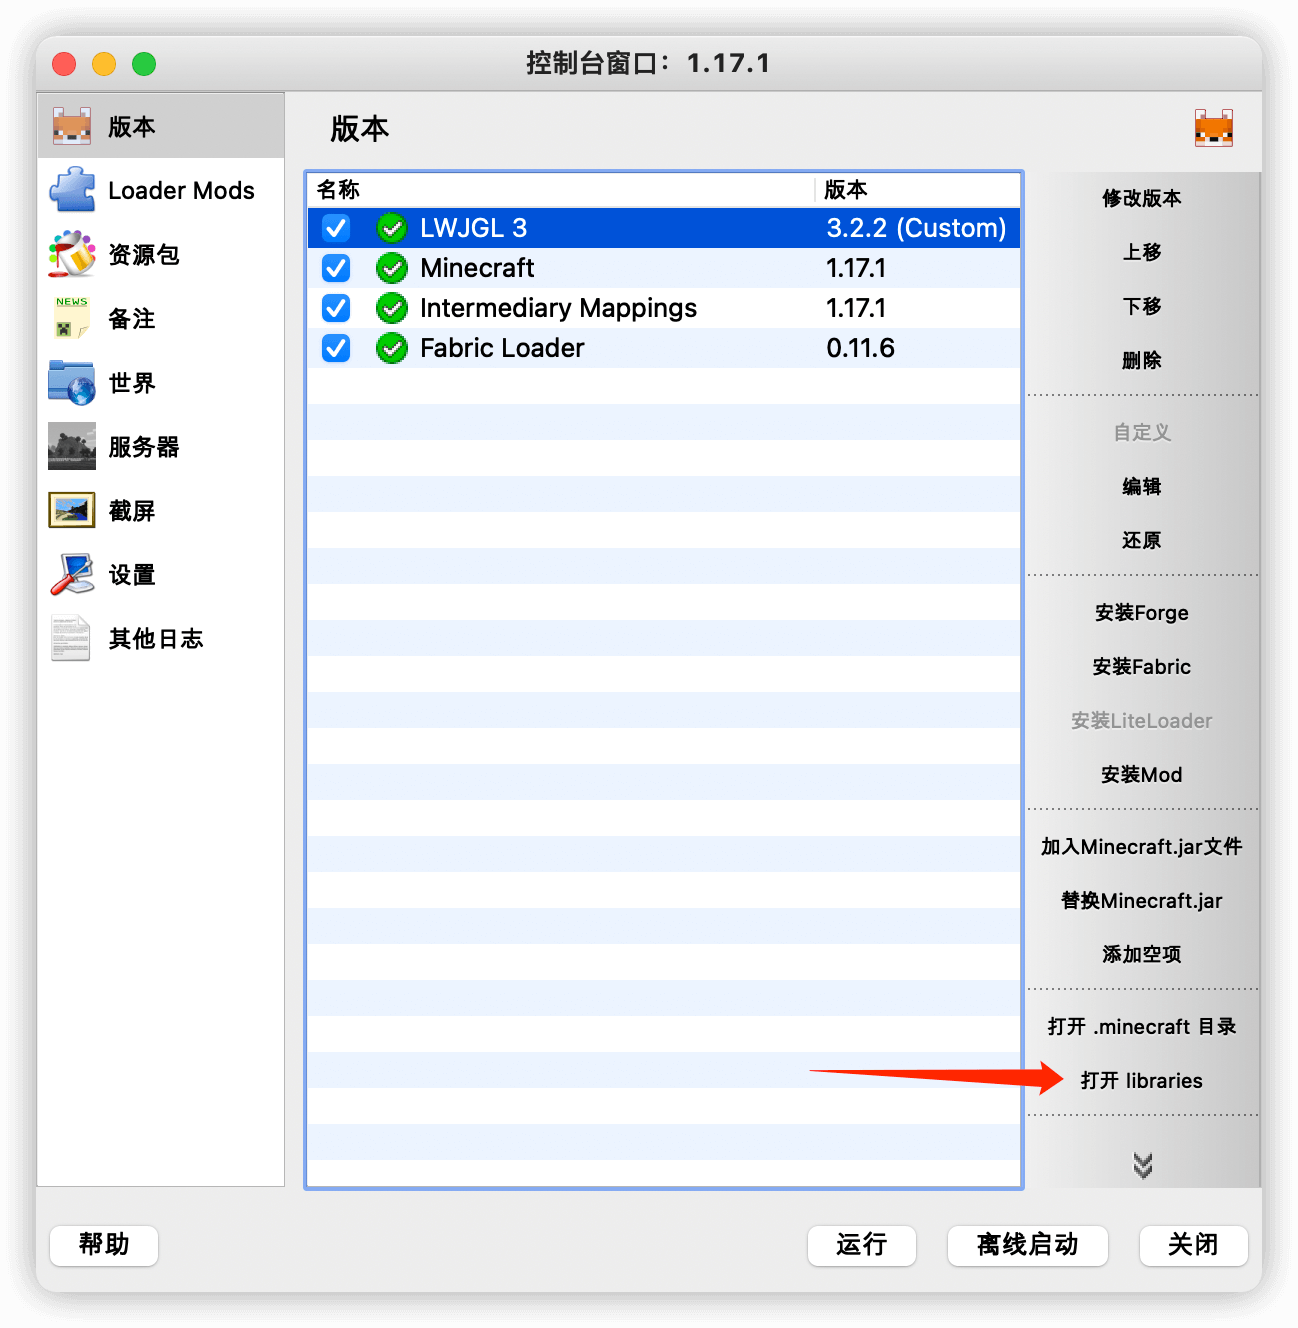 控制台窗口：1.17.1
版本
Loader Mods
资源包
NEWS
备注
世界
服务器
截屏
设置
其他日志
版本
名称 版本
LWJGL 3 3.2.2 (Custom)
Minecraft 1.17.1
Intermediary Mappings 1.17.1
Fabric Loader 0.11.6
修改版本
上移
下移
删除
自定义
编辑
还原
安装Forge
安装Fabric
安装LiteLoader
安装Mod
加入Minecraft.jar文件
替换Minecraft.jar
添加空项
打开 .minecraft 目录
打开 libraries
帮助
运行
离线启动
关闭